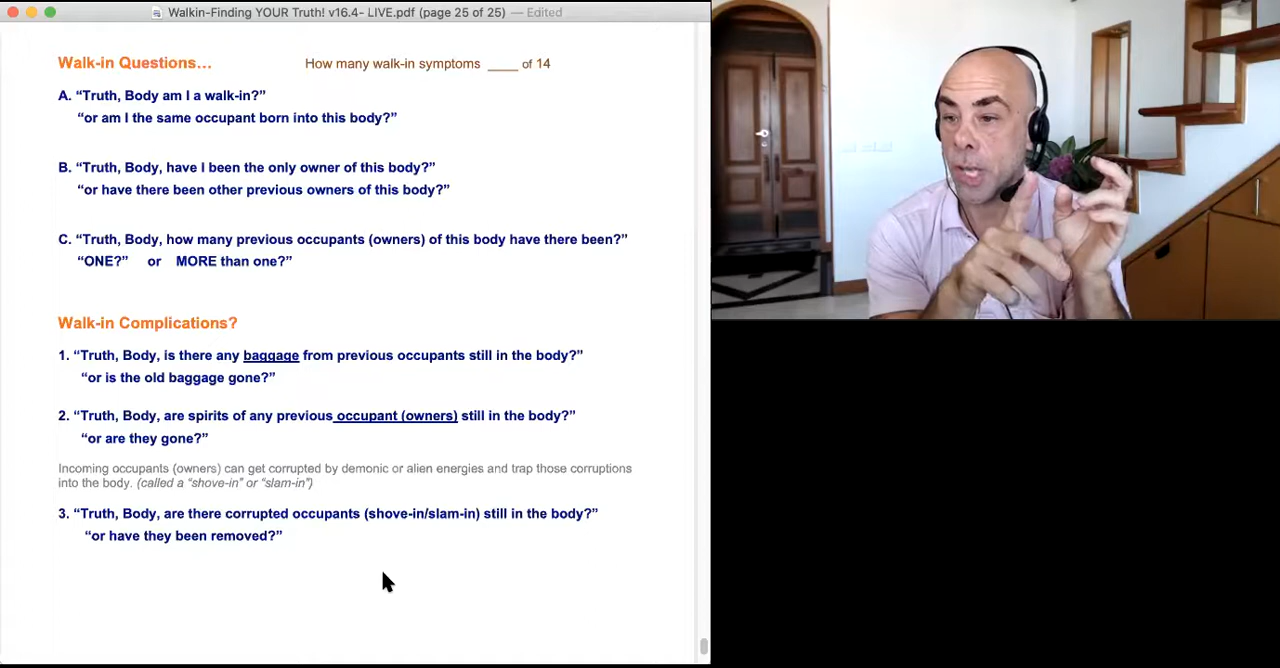 Walkin-Finding YOUR Truth! v16.4- LIVE.pdf (page 25 of 25) — Edited
Walk-in Questions… How many walk-in symptoms ____ of 14
A. “Truth, Body am I a walk-in?”
“or am I the same occupant born into this body?”
B. “Truth, Body, have I been the only owner of this body?”
“or have there been other previous owners of this body?”
C. “Truth, Body, how many previous occupants (owners) of this body have there been?”
“ONE?” or MORE than one?”
Walk-in Complications?
1. “Truth, Body, is there any baggage from previous occupants still in the body?”
“or is the old baggage gone?”
2. “Truth, Body, are spirits of any previous occupant (owners) still in the body?”
“or are they gone?”
Incoming occupants (owners) can get corrupted by demonic or alien energies and trap those corruptions
into the body. (called a “shove-in” or “slam-in”)
3. “Truth, Body, are there corrupted occupants (shove-in/slam-in) still in the body?”
“or have they been removed?”